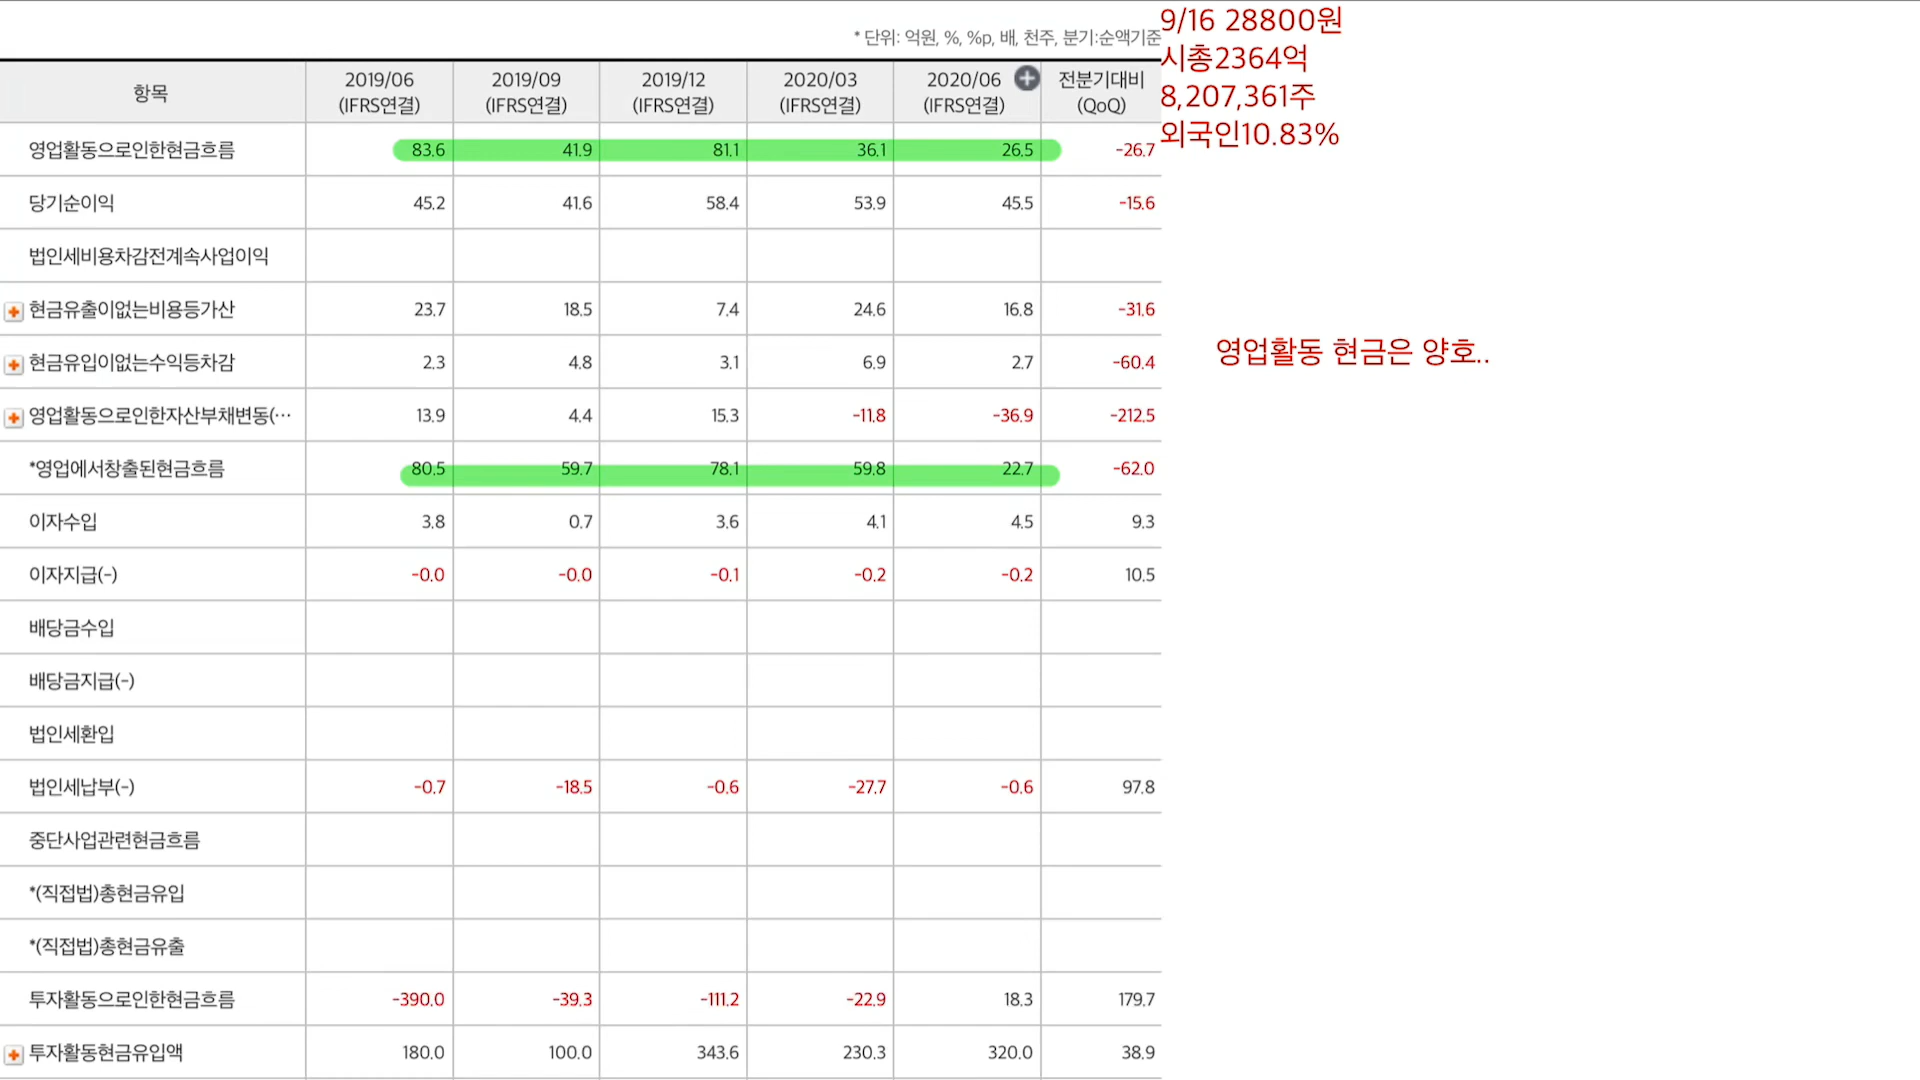 * 단위: 억원, %, %p, 배, 천주, 분기:순액기준
9/16 28800원
시총2364억
8,207,361주
외국인10.83%
항목 2019/06 (IFRS연결) 2019/09 (IFRS연결) 2019/12 (IFRS연결) 2020/03 (IFRS연결) 2020/06 (IFRS연결) 전분기대비 (QoQ)
영업활동으로인한현금흐름 83.6 41.9 81.1 36.1 26.5 -26.7
당기순이익 45.2 41.6 58.4 53.9 45.5 -15.6
법인세비용차감전계속사업이익
현금유출이없는비용등가산 23.7 18.5 7.4 24.6 16.8 -31.6
영업활동 현금은 양호..
현금유입이없는수익등차감 2.3 4.8 3.1 6.9 2.7 -60.4
영업활동으로인한자산부채변동(··· 13.9 4.4 15.3 -11.8 -36.9 -212.5
*영업에서창출된현금흐름 80.5 59.7 78.1 59.8 22.7 -62.0
이자수입 3.8 0.7 3.6 4.1 4.5 9.3
이자지급(-) -0.0 -0.0 -0.1 -0.2 -0.2 10.5
배당금수입
배당금지급(-)
법인세환입
법인세납부(-) -0.7 -18.5 -0.6 -27.7 -0.6 97.8
중단사업관련현금흐름
*(직접법)총현금유입
*(직접법)총현금유출
투자활동으로인한현금흐름 -390.0 -39.3 -111.2 -22.9 18.3 179.7
투자활동현금유입액 180.0 100.0 343.6 230.3 320.0 38.9